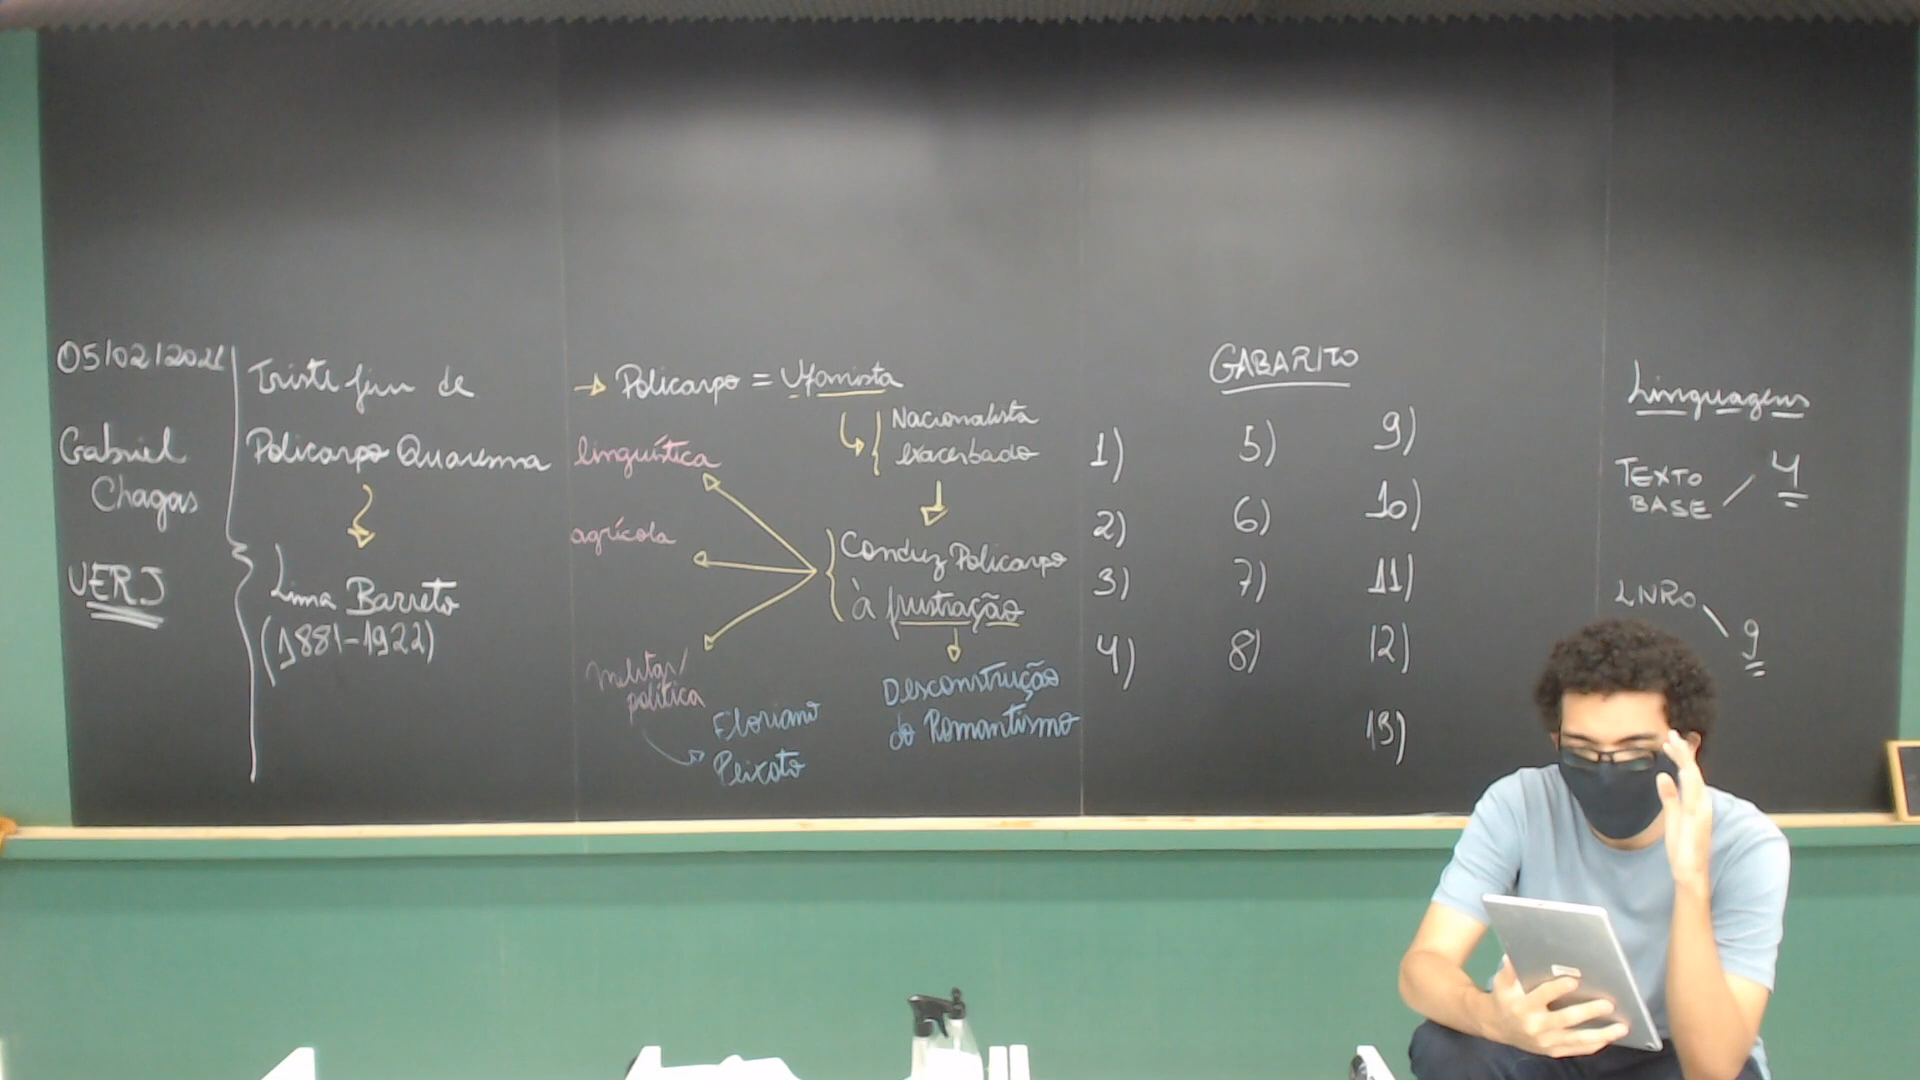 05/02/2021
Gabriel
Chagas
UERJ
Triste fim de
Policarpo Quaresma
Lima Barreto
(1881-1922)
→ Policarpo = Ufanista
Nacionalista
exacerbado
Conduz Policarpo
à frustração
Desconstrução
do Romantismo
linguística
agrícola
militar/
política
Floriano
Peixoto
GABARITO
1)
2)
3)
4)
5)
6)
7)
8)
9)
10)
11)
12)
13)
Linguagens
TEXTO
BASE
4
LIVRO
9